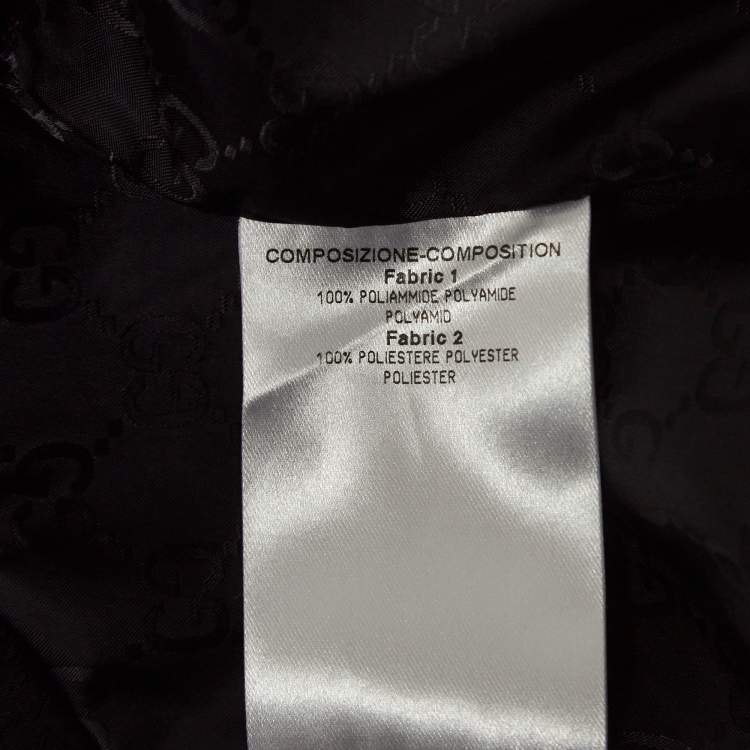 COMPOSIZIONE-COMPOSITION
Fabric 1
100% POLIAMMIDE POLYAMIDE
POLYAMID
Fabric 2
100% POLIESTERE POLYESTER
POLIESTER